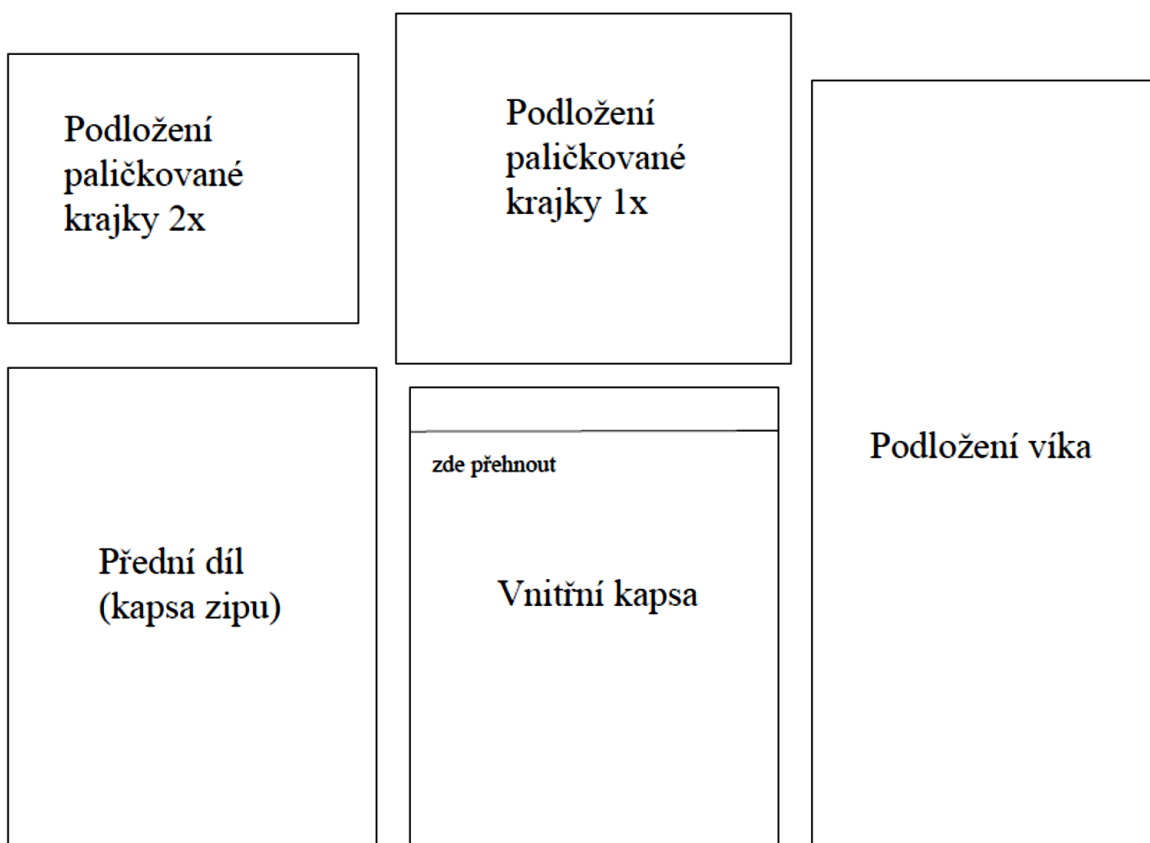 Podložení
paličkované
krajky 2x
Podložení
paličkované
krajky 1x
Podložení víka
zde přehnout
Přední díl
(kapsa zipu)
Vnitřní kapsa